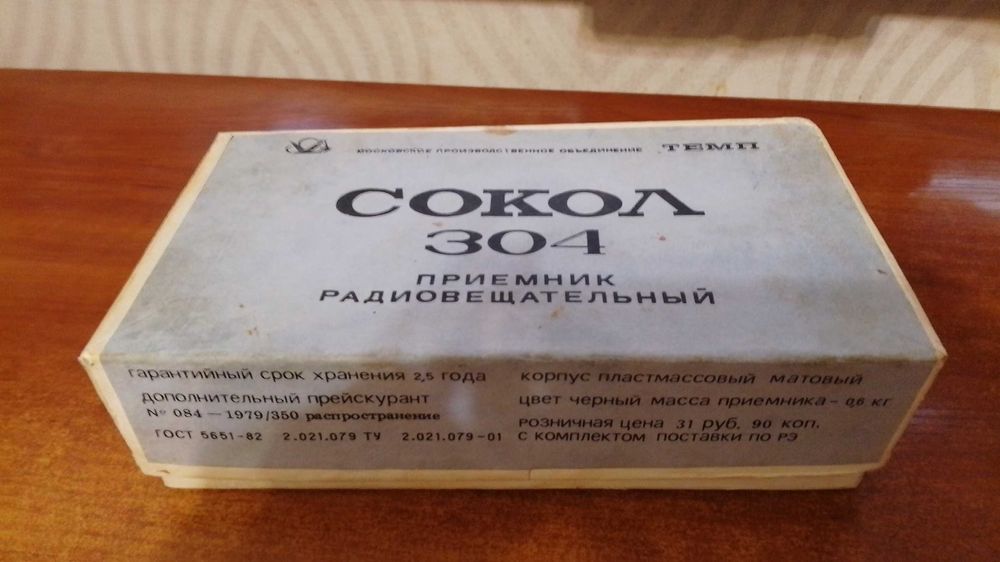 МОСКОВСКИЕ ПРОИЗВОДСТВЕННОЕ ОБЪЕДИНЕНИЕ ТЕМП
СОКОЛ
304
ПРИЕМНИК
РАДИОВЕЩАТЕЛЬНЫЙ
гарантийный срок хранения 2,5 года
дополнительный прейскурант
№ 084 — 1979/350 распространение
ГОСТ 5651-82 2.021.079 ТУ 2.021.079-01
корпус пластмассовый матовый
цвет черный масса приемника - 0,6 кг
розничная цена 31 руб. 90 коп.
с комплектом поставки по РЭ